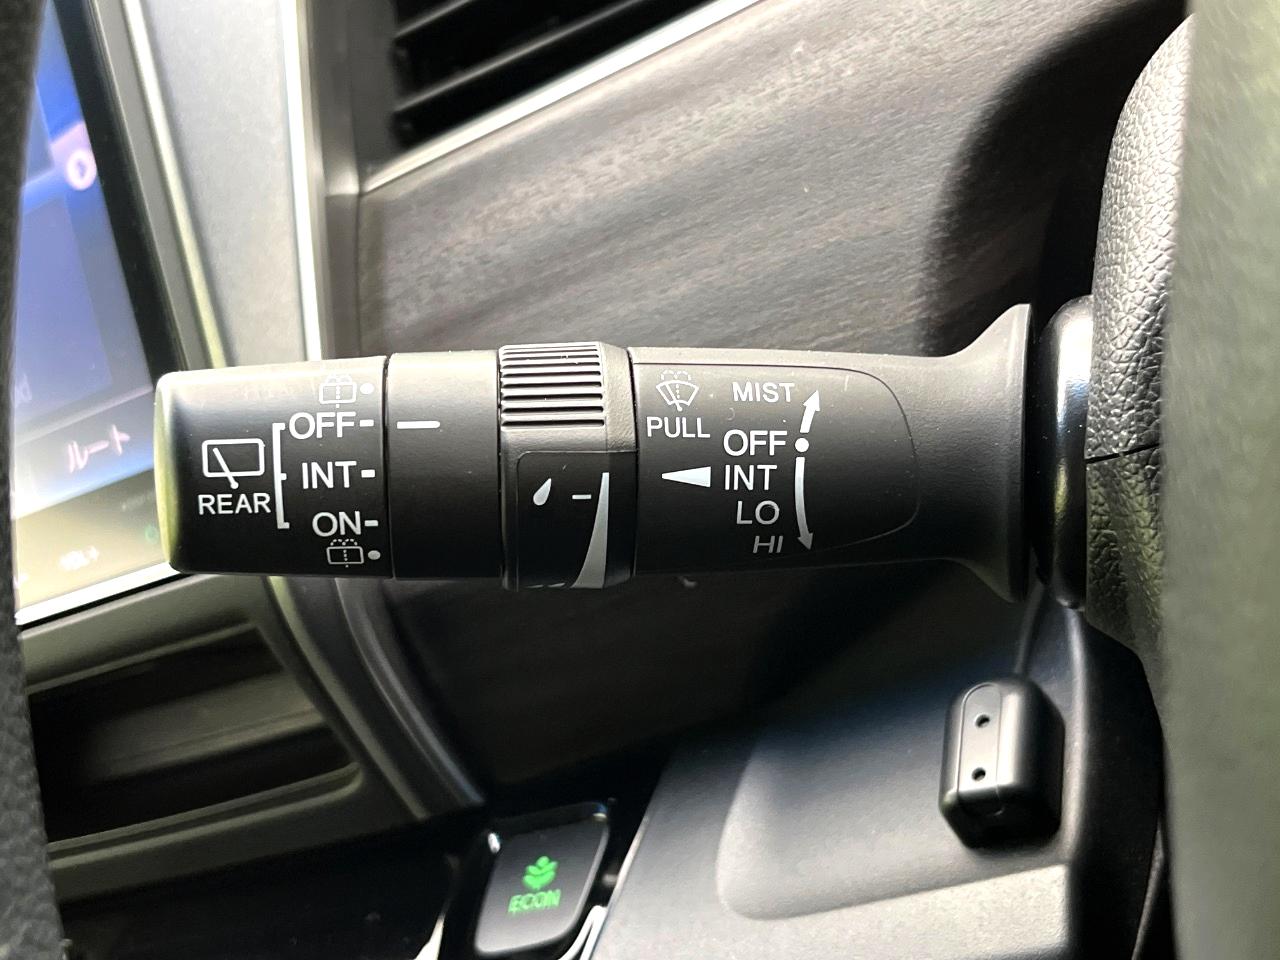 ルート
REAR
OFF
INT
ON
PULL
MIST
OFF
INT
LO
HI
ECON